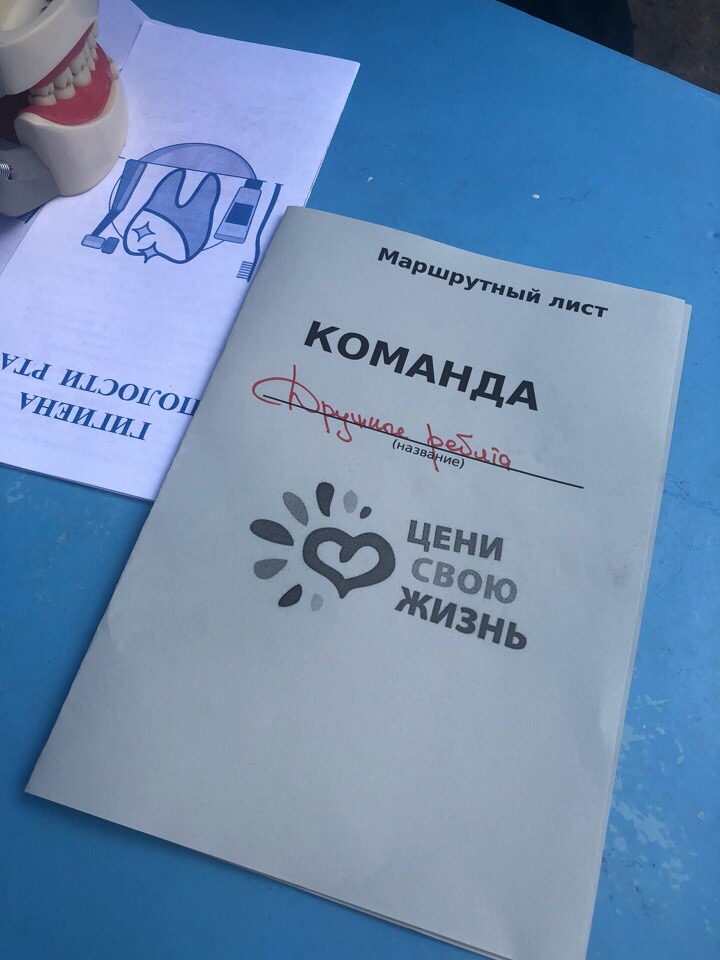 Маршрутный лист
КОМАНДА
Дружные ребята
(название)
ЦЕНИ
СВОЮ
ЖИЗНЬ
ГИГИЕНА
ПОЛОСТИ РТА